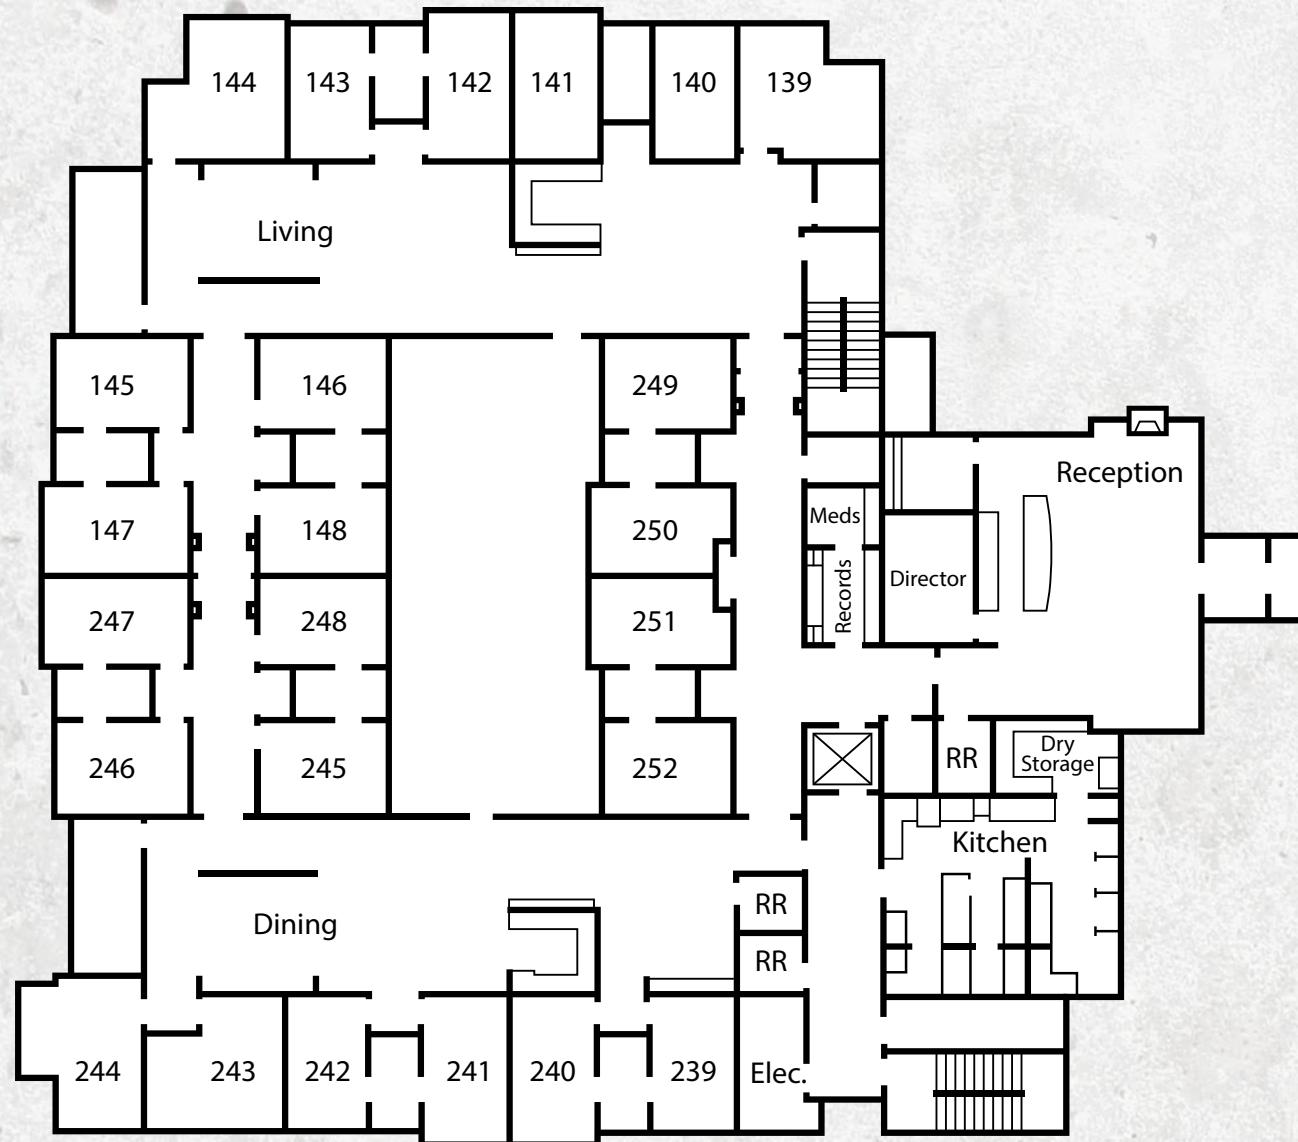 144
143
142
141
140
139
Living
145
146
249
Reception
147
148
250
Meds
Records
Director
247
248
251
246
245
252
RR
Dry
Storage
Kitchen
Dining
RR
RR
244
243
242
241
240
239
Elec.